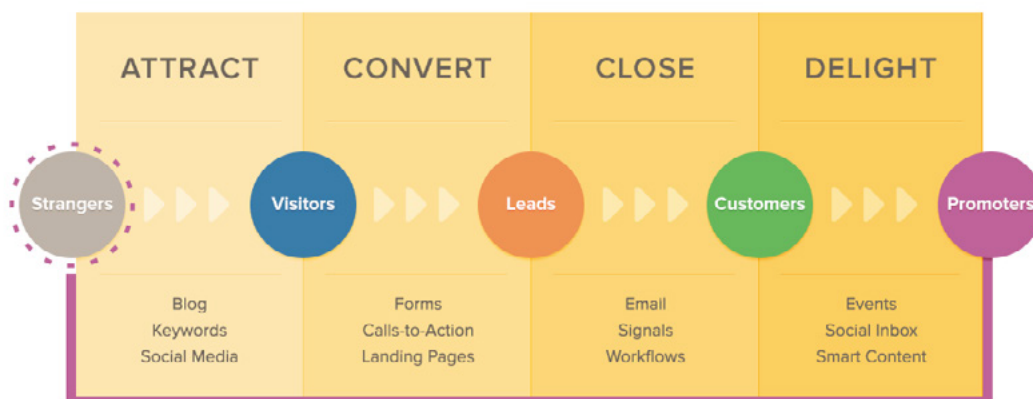 ATTRACT
CONVERT
CLOSE
DELIGHT
Strangers
Visitors
Leads
Customers
Promoters
Blog
Keywords
Social Media
Forms
Calls-to-Action
Landing Pages
Email
Signals
Workflows
Events
Social Inbox
Smart Content